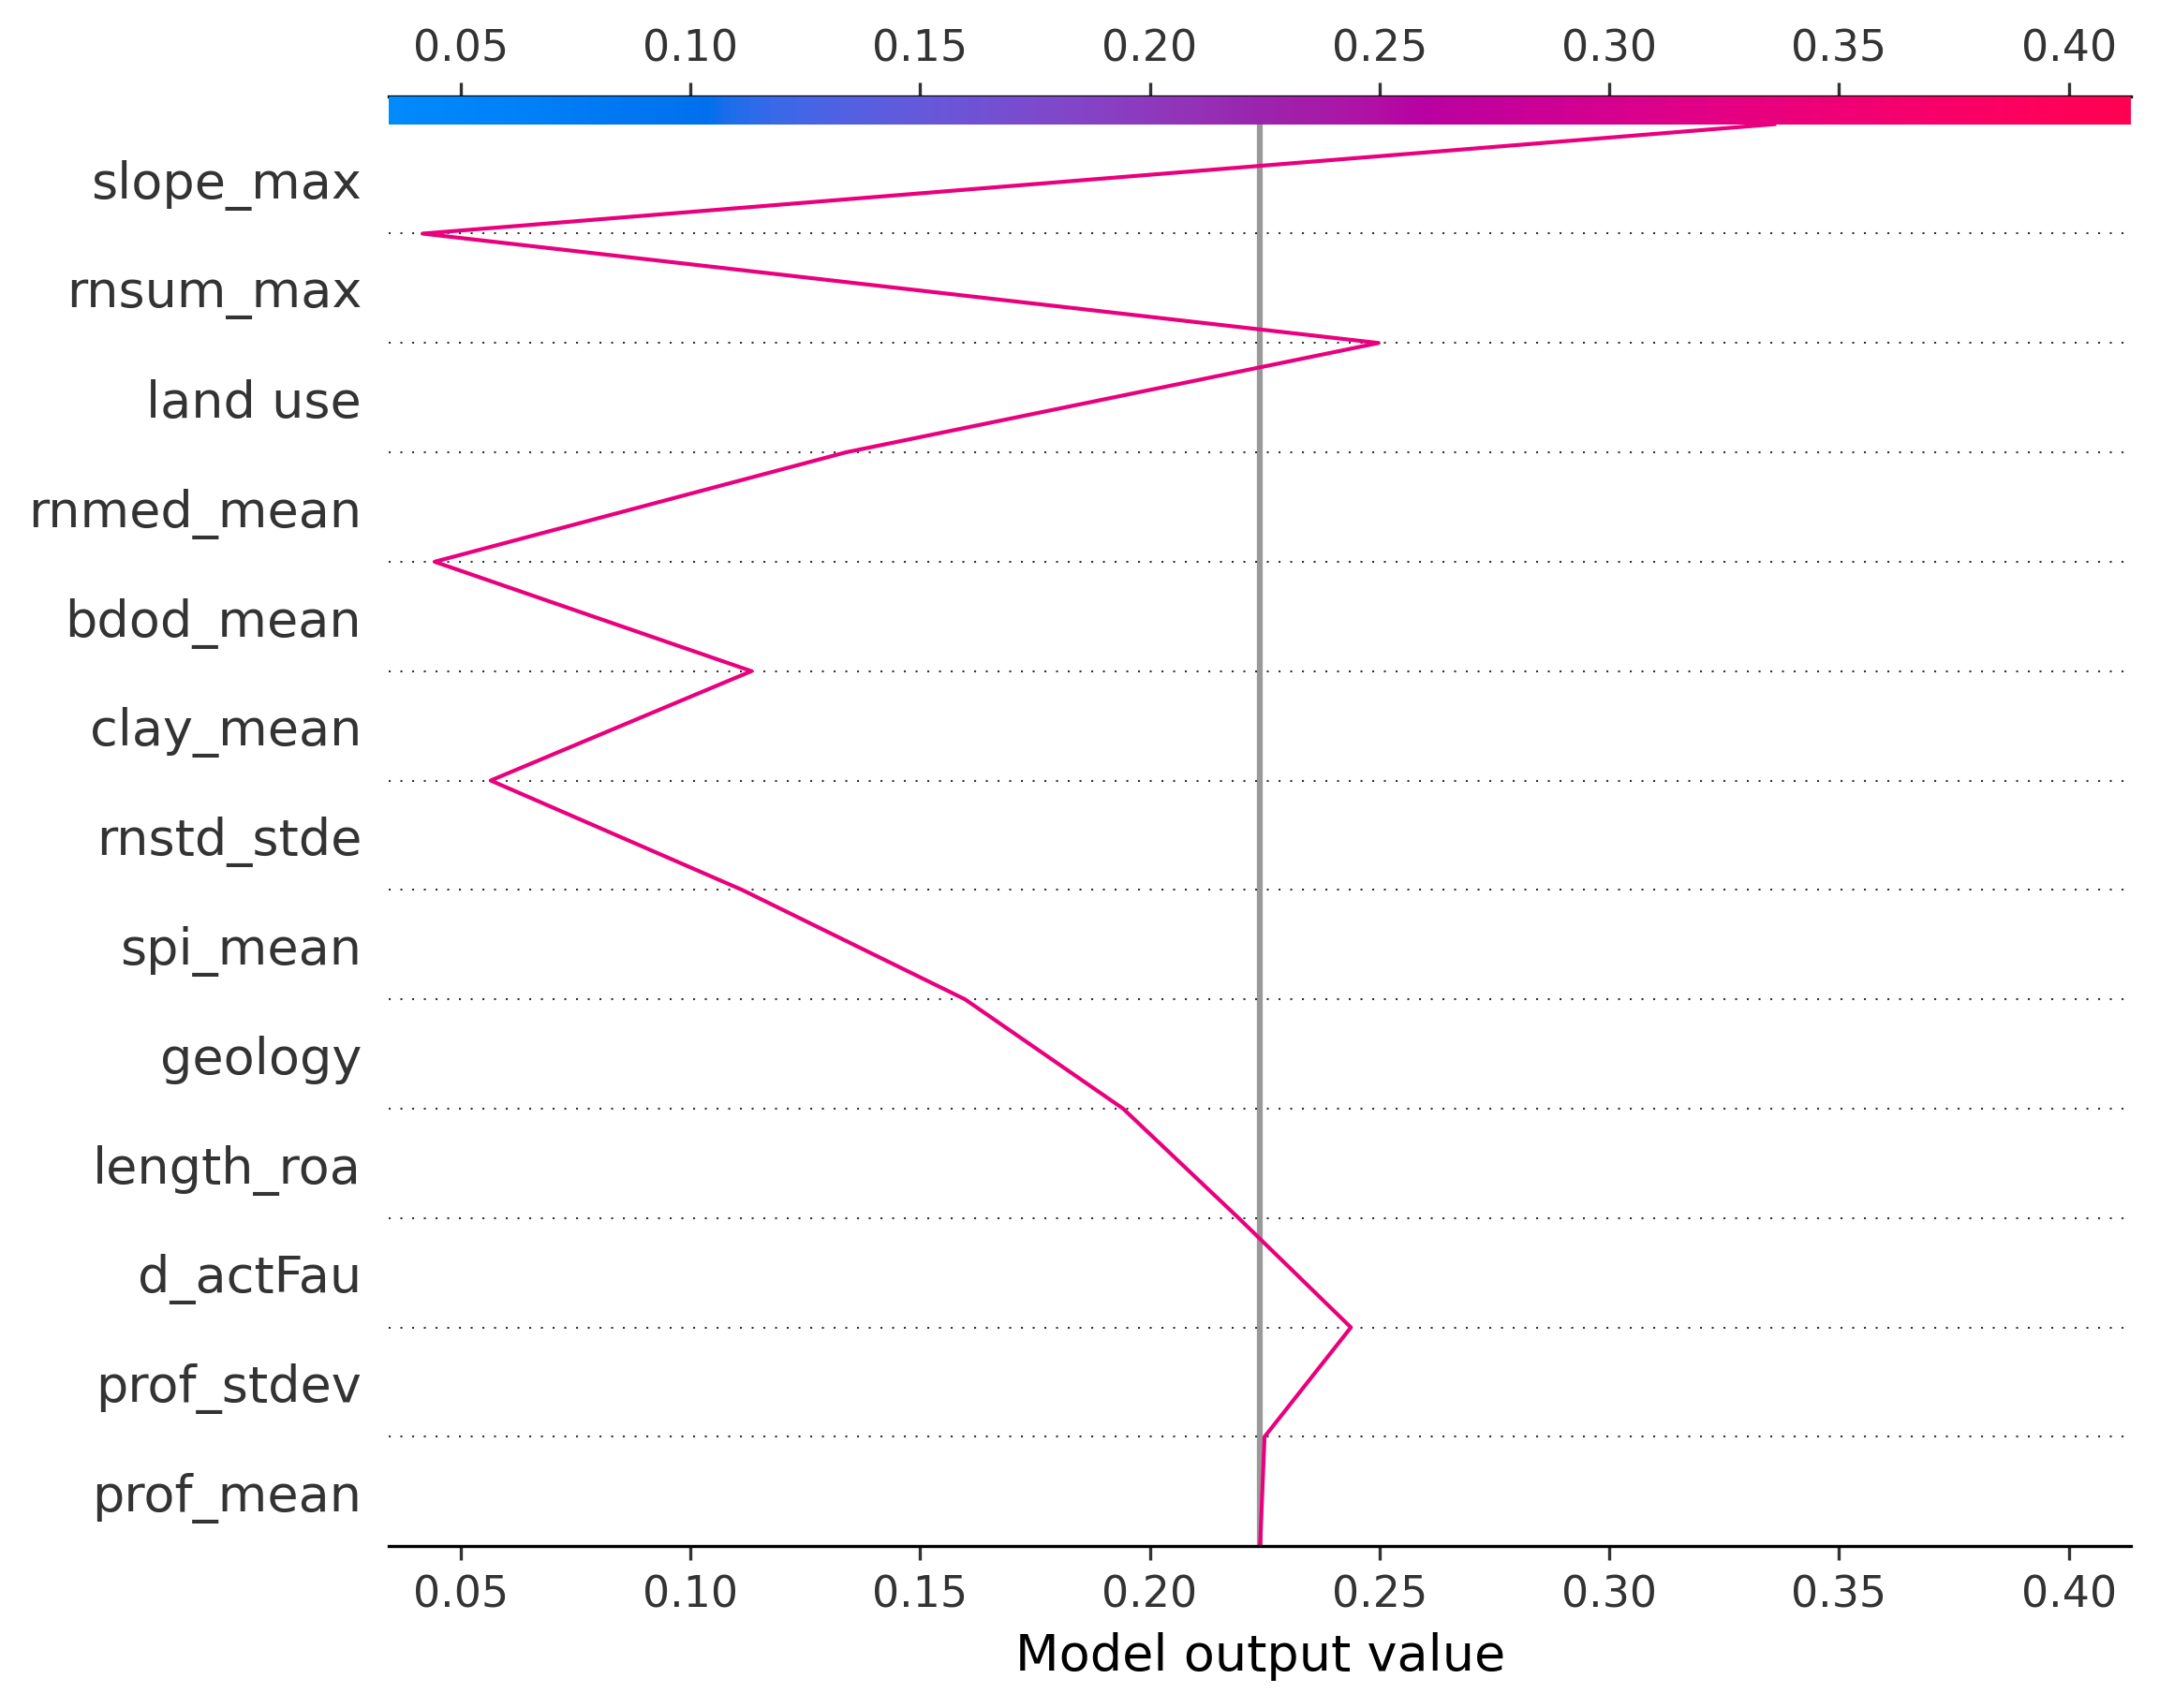 0.05 0.10 0.15 0.20 0.25 0.30 0.35 0.40
slope_max
rnsum_max
land use
rnmed_mean
bdod_mean
clay_mean
rnstd_stde
spi_mean
geology
length_roa
d_actFau
prof_stdev
prof_mean
0.05 0.10 0.15 0.20 0.25 0.30 0.35 0.40
Model output value